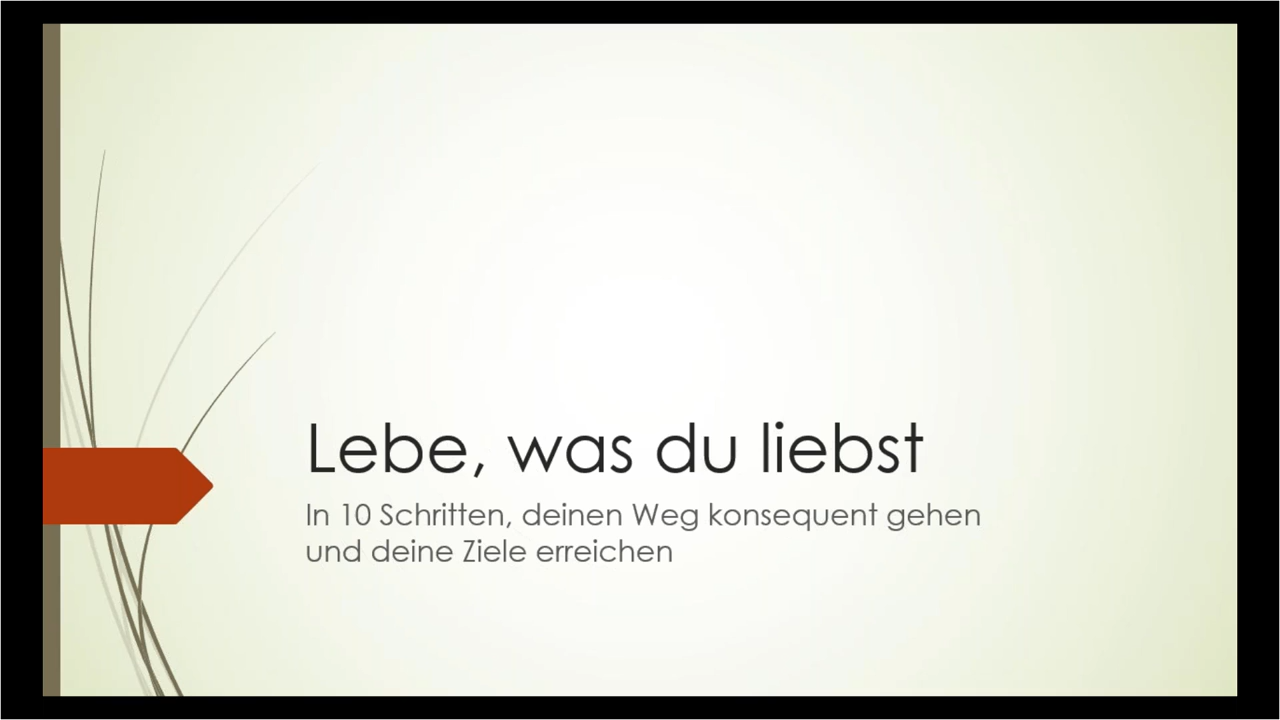 Lebe, was du liebst
In 10 Schritten, deinen Weg konsequent gehen
und deine Ziele erreichen